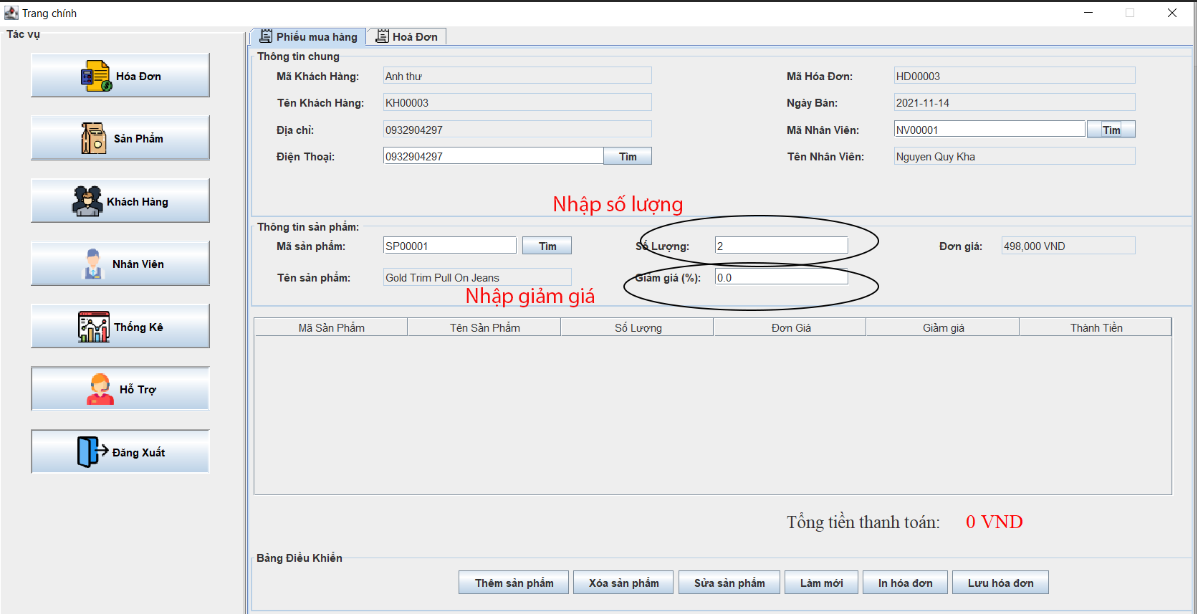 Trang chính
Tác vụ
Hóa Đơn
Sản Phẩm
Khách Hàng
Nhân Viên
Thống Kê
Hỗ Trợ
Đăng Xuất
Phiếu mua hàng
Hoá Đơn
Thông tin chung
Mã Khách Hàng: Anh thư
Mã Hóa Đơn: HD00003
Tên Khách Hàng: KH00003
Ngày Bán: 2021-11-14
Địa chỉ: 0932904297
Mã Nhân Viên: NV00001 Tìm
Điện Thoại: 0932904297 Tìm
Tên Nhân Viên: Nguyen Quy Kha
Nhập số lượng
Thông tin sản phẩm:
Mã sản phẩm: SP00001 Tìm
Số Lượng: 2
Đơn giá: 498,000 VND
Tên sản phẩm: Gold Trim Pull On Jeans
Giảm giá (%): 0.0
Nhập giảm giá
Mã Sản Phẩm Tên Sản Phẩm Số Lượng Đơn Giá Giảm giá Thành Tiền
Tổng tiền thanh toán: 0 VND
Bảng Điều Khiển
Thêm sản phẩm Xóa sản phẩm Sửa sản phẩm Làm mới In hóa đơn Lưu hóa đơn